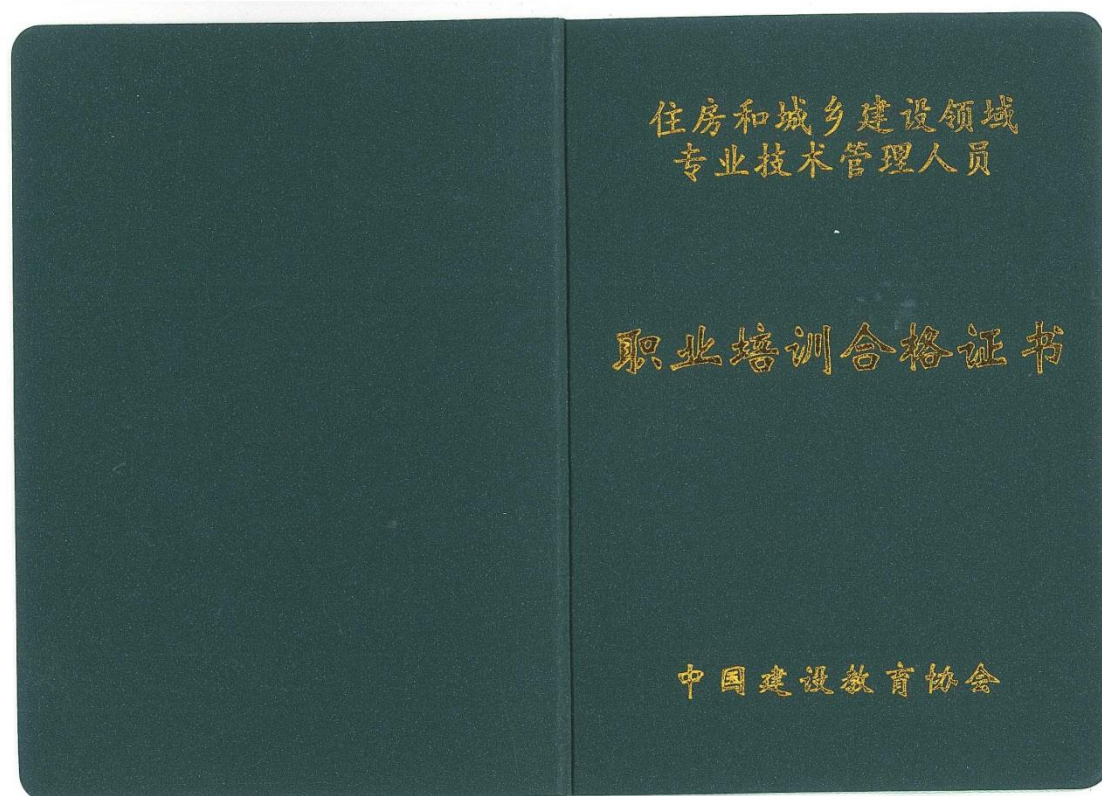 住房和城乡建设领域
专业技术管理人员
职业培训合格证书
中国建设教育协会